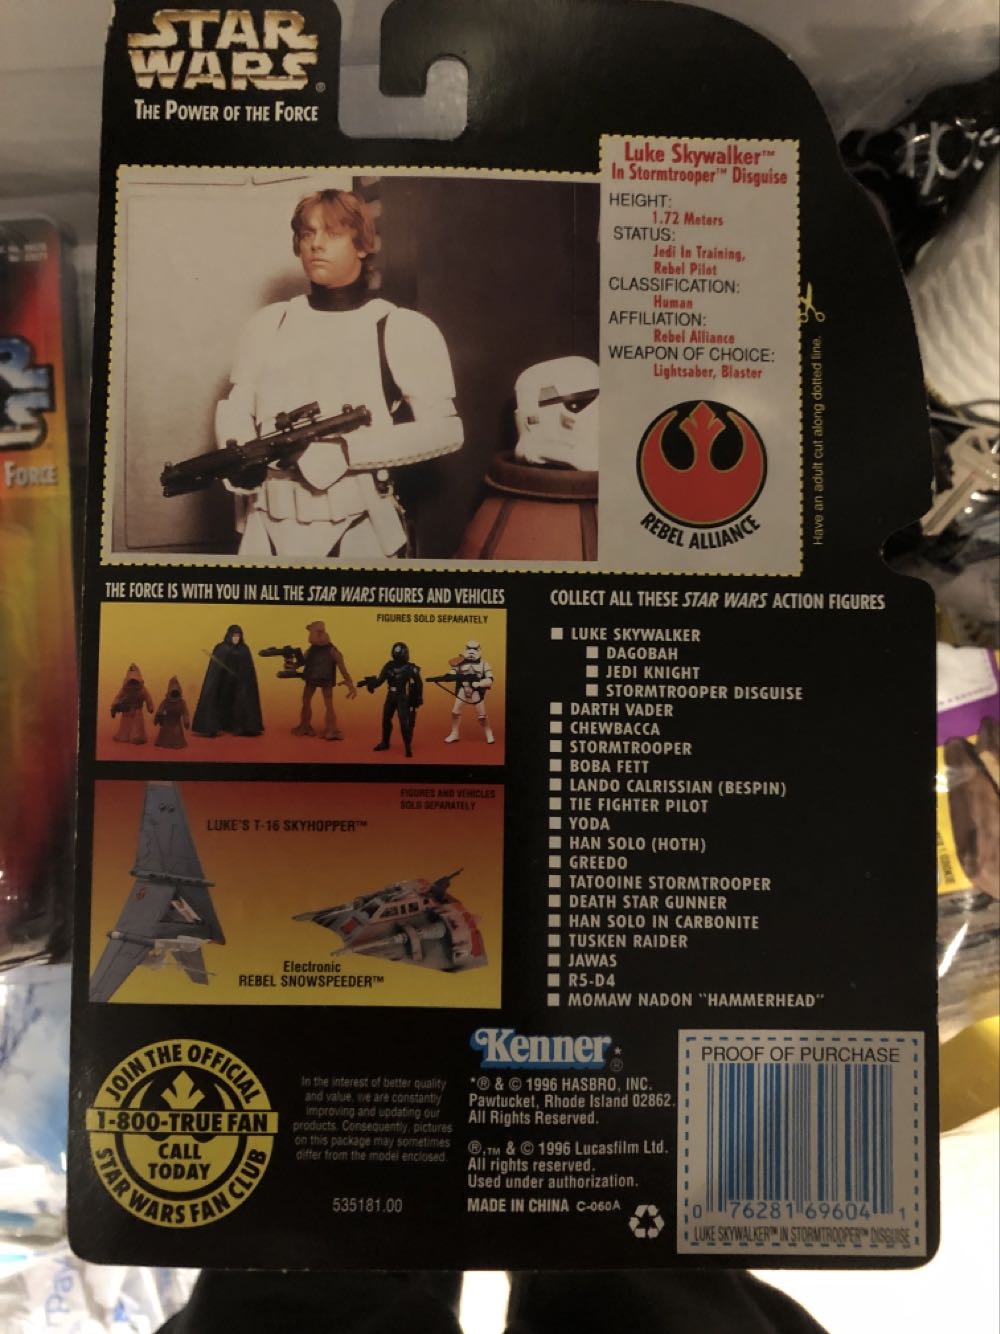 STAR
WARS®
THE POWER OF THE FORCE
Luke Skywalker™
In Stormtrooper™ Disguise
HEIGHT:
1.72 Meters
STATUS:
Jedi In Training,
Rebel Pilot
CLASSIFICATION:
Human
AFFILIATION:
Rebel Alliance
WEAPON OF CHOICE:
Lightsaber, Blaster
REBEL ALLIANCE
Have an adult cut along dotted line.
FORCE
THE FORCE IS WITH YOU IN ALL THE STAR WARS FIGURES AND VEHICLES
FIGURES SOLD SEPARATELY
FIGURES AND VEHICLES
SOLD SEPARATELY
LUKE'S T-16 SKYHOPPER™
Electronic
REBEL SNOWSPEEDER™
COLLECT ALL THESE STAR WARS ACTION FIGURES
LUKE SKYWALKER
DAGOBAH
JEDI KNIGHT
STORMTROOPER DISGUISE
DARTH VADER
CHEWBACCA
STORMTROOPER
BOBA FETT
LANDO CALRISSIAN (BESPIN)
TIE FIGHTER PILOT
YODA
HAN SOLO (HOTH)
GREEDO
TATOOINE STORMTROOPER
DEATH STAR GUNNER
HAN SOLO IN CARBONITE
TUSKEN RAIDER
JAWAS
R5-D4
MOMAW NADON "HAMMERHEAD"
JOIN THE OFFICIAL
1-800-TRUE FAN
CALL
TODAY
STAR WARS FAN CLUB
In the interest of better quality
and value, we are constantly
improving and updating our
products. Consequently, pictures
on this package may sometimes
differ from the model enclosed.
535181.00
Kenner®*
*® & © 1996 HASBRO, INC.
Pawtucket, Rhode Island 02862.
All Rights Reserved.
®,™ & © 1996 Lucasfilm Ltd.
All rights reserved.
Used under authorization.
MADE IN CHINA C-060A
PROOF OF PURCHASE
0 76281 69604 1
LUKE SKYWALKER™ IN STORMTROOPER™ DISGUISE